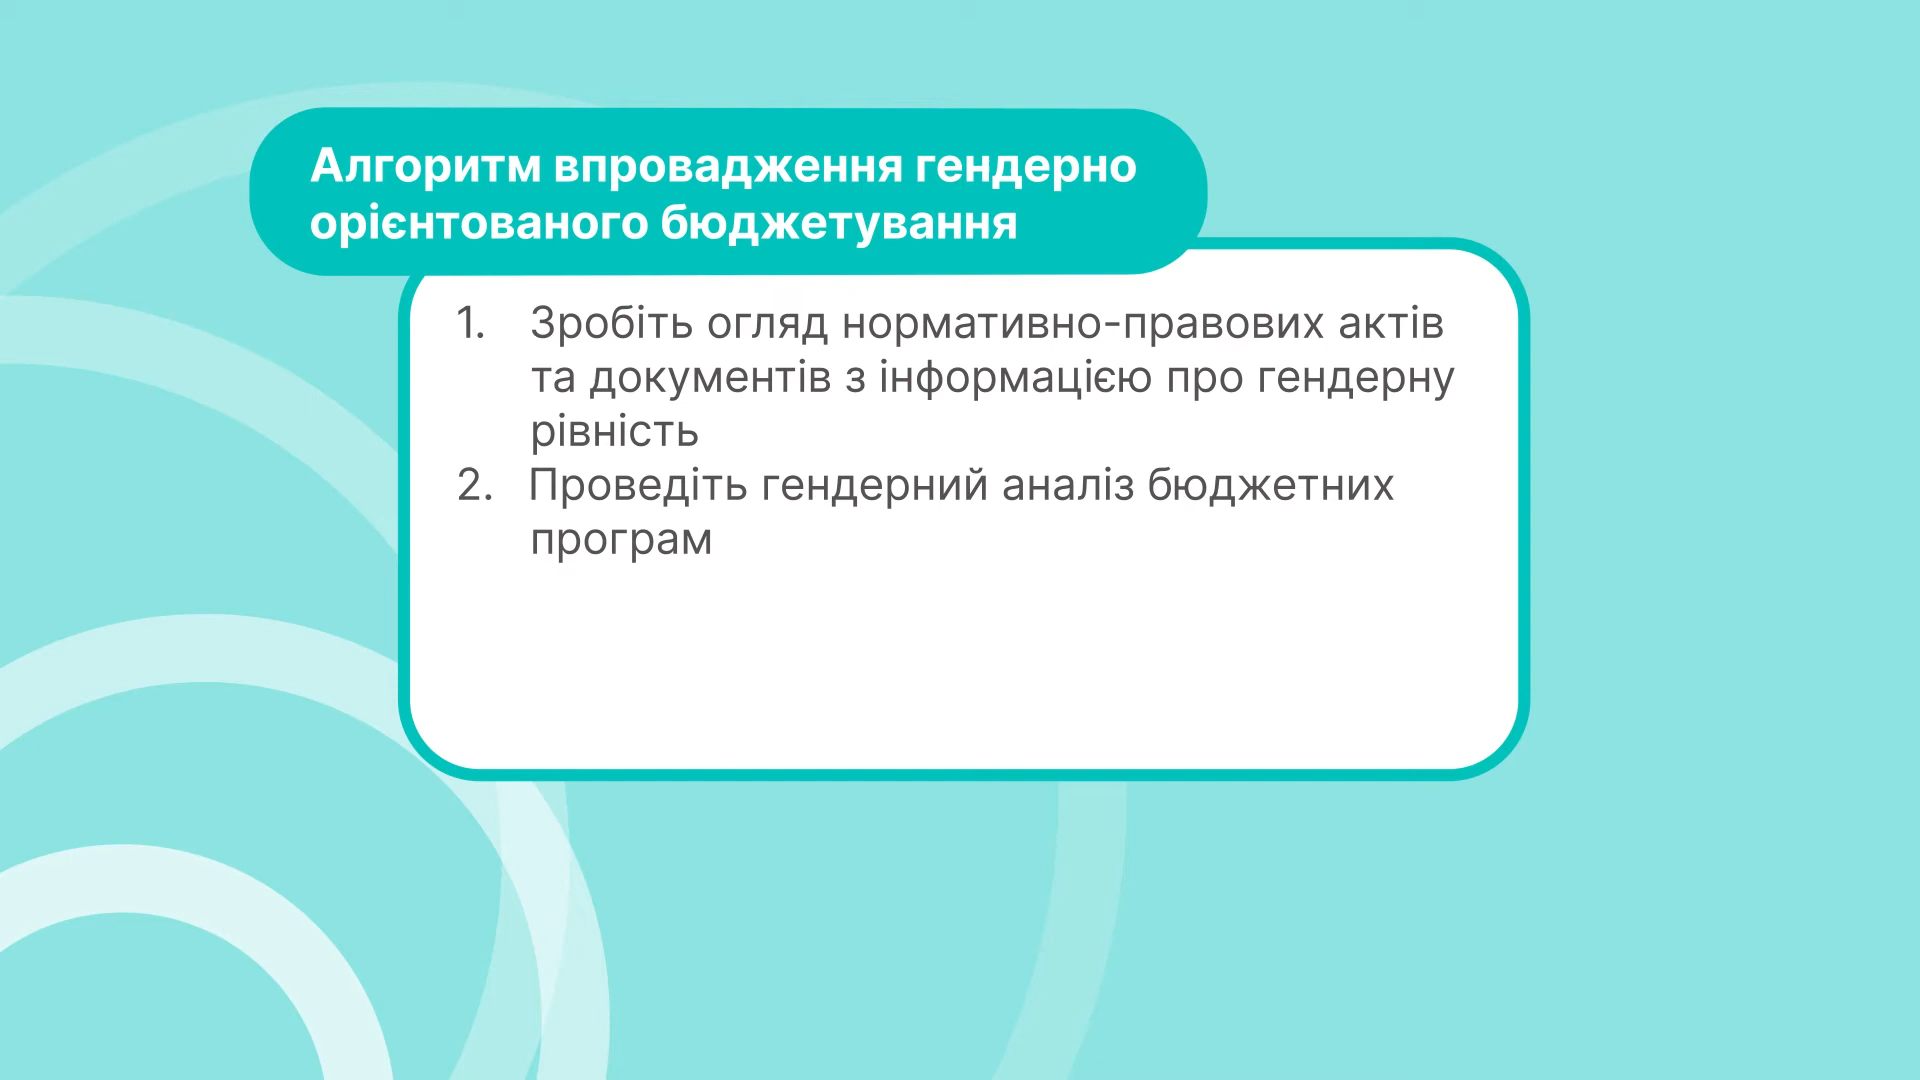 Алгоритм впровадження гендерно
орієнтованого бюджетування
1. Зробіть огляд нормативно-правових актів
та документів з інформацією про гендерну
рівність
2. Проведіть гендерний аналіз бюджетних
програм